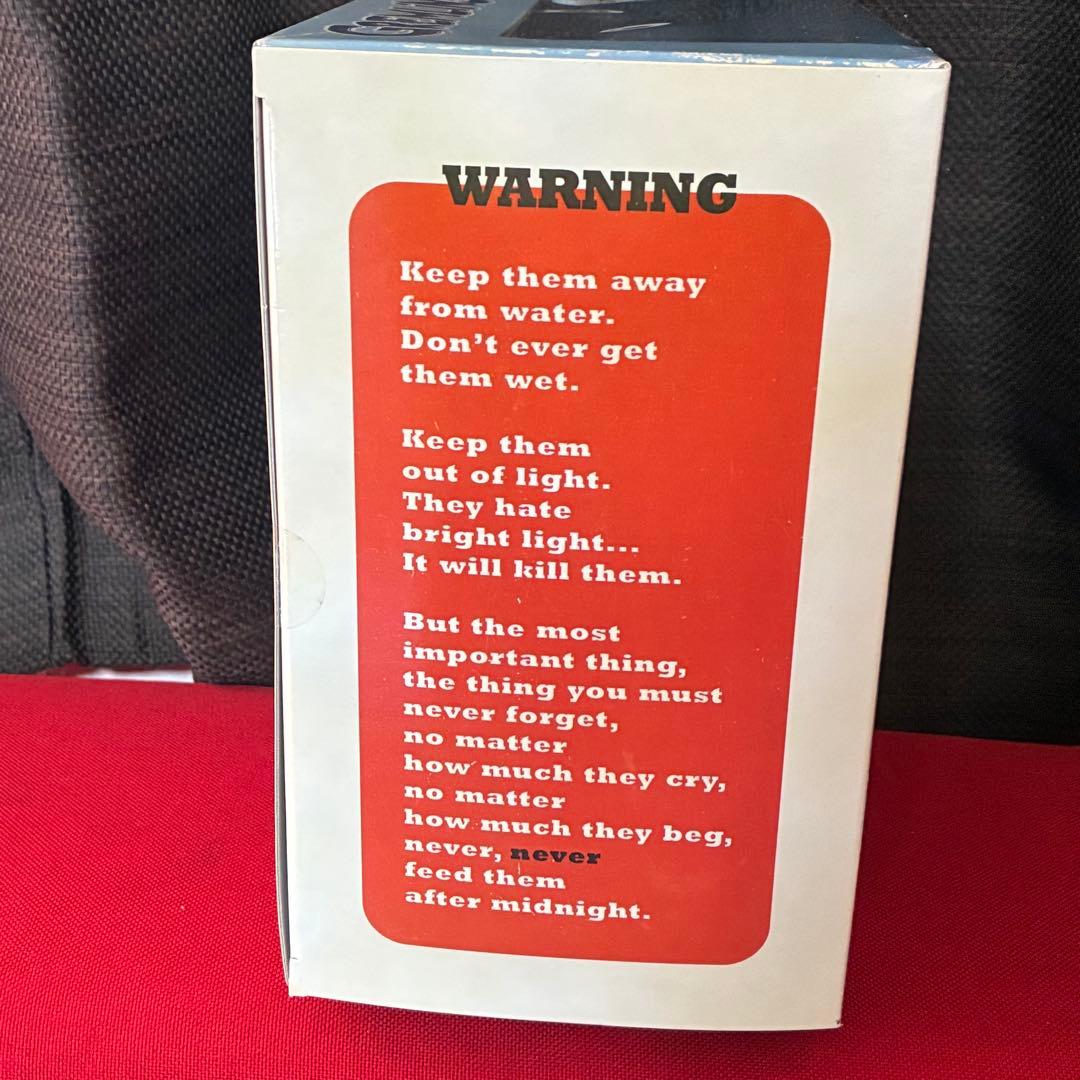 WARNING
Keep them away
from water.
Don't ever get
them wet.
Keep them
out of light.
They hate
bright light...
It will kill them.
But the most
important thing,
the thing you must
never forget,
no matter
how much they cry,
no matter
how much they beg,
never, never
feed them
after midnight.